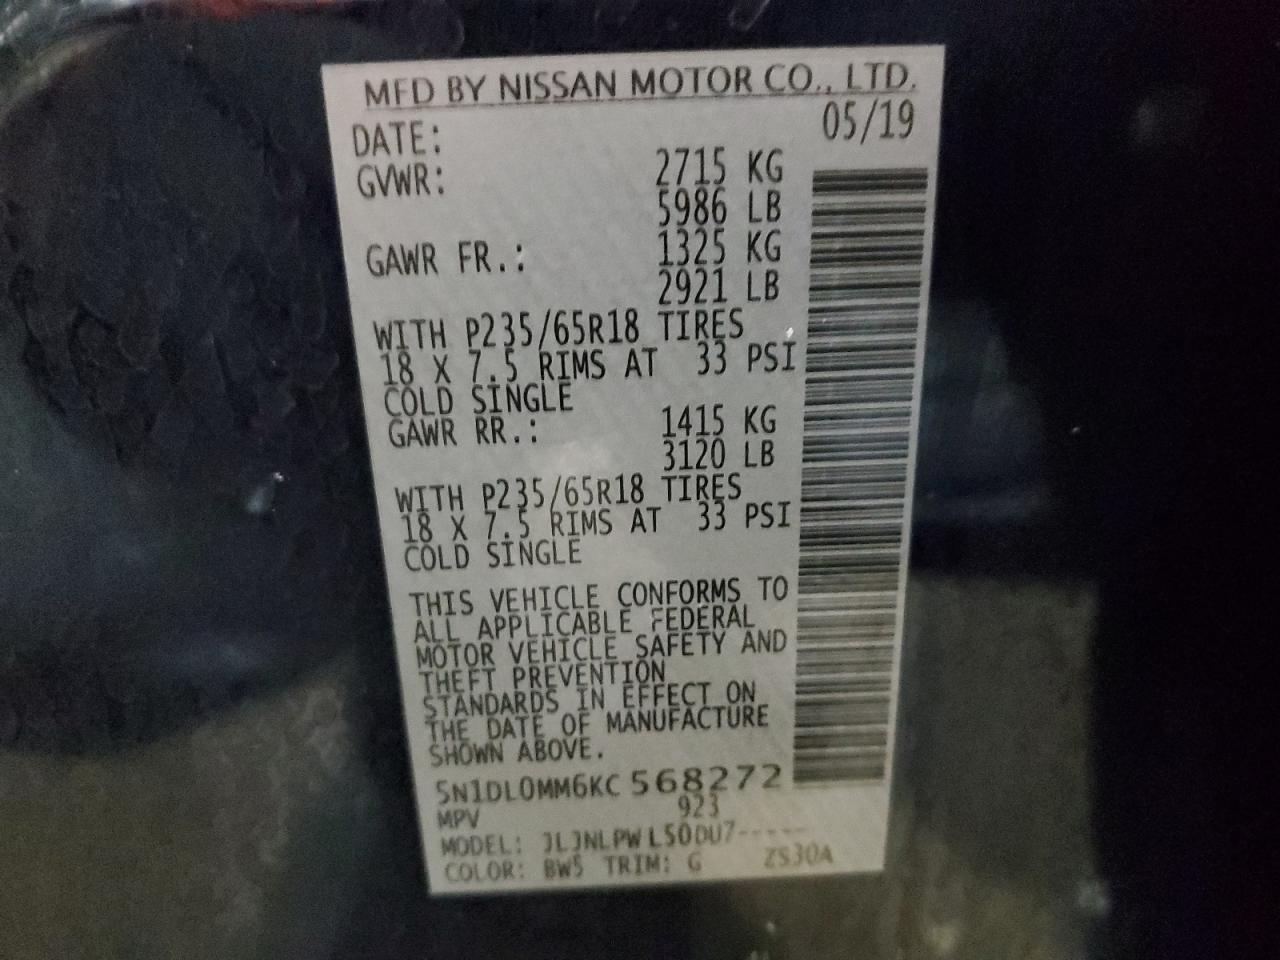 MFD BY NISSAN MOTOR CO., LTD.
DATE: 05/19
GVWR: 2715 KG
5986 LB
GAWR FR.: 1325 KG
2921 LB
WITH P235/65R18 TIRES
18 X 7.5 RIMS AT 33 PSI
COLD SINGLE
GAWR RR.: 1415 KG
3120 LB
WITH P235/65R18 TIRES
18 X 7.5 RIMS AT 33 PSI
COLD SINGLE
THIS VEHICLE CONFORMS TO
ALL APPLICABLE FEDERAL
MOTOR VEHICLE SAFETY AND
THEFT PREVENTION
STANDARDS IN EFFECT ON
THE DATE OF MANUFACTURE
SHOWN ABOVE.
5N1DL0MM6KC 568272
MPV 923
MODEL: JLJNLPW L50DU7-----
COLOR: BW5 TRIM: G ZS30A